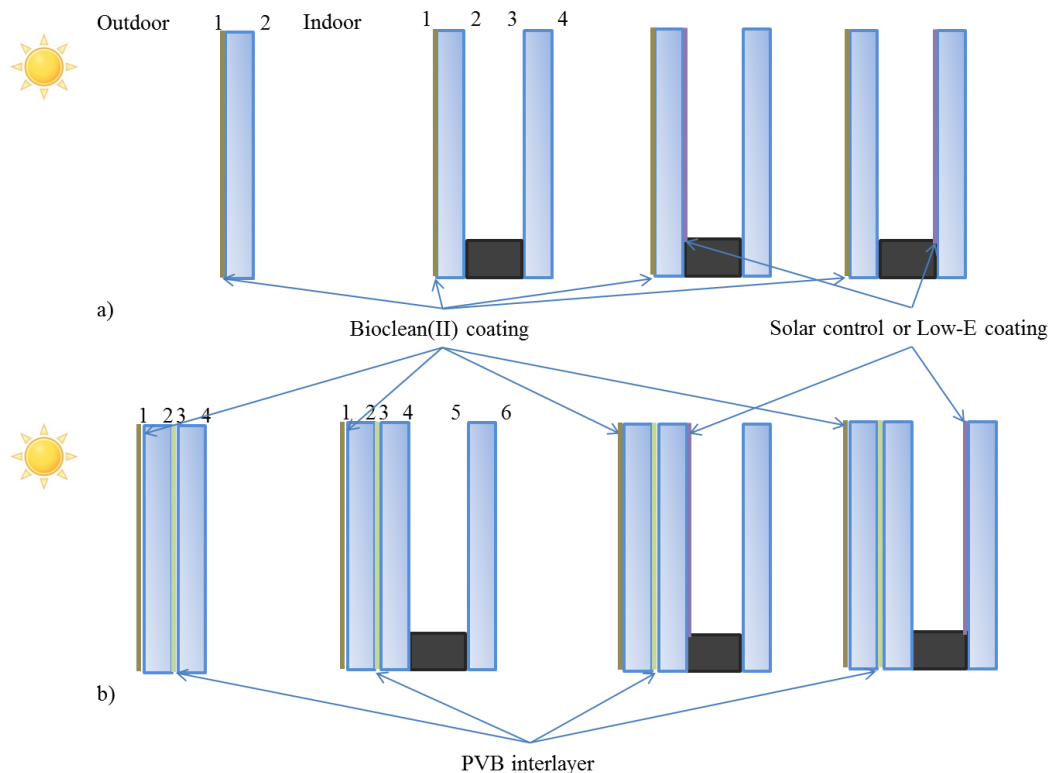 Outdoor 1 2 Indoor 1 2 3 4
a)
Bioclean(II) coating Solar control or Low-E coating
1 2 3 4 1 2 3 4 5 6
b)
PVB interlayer